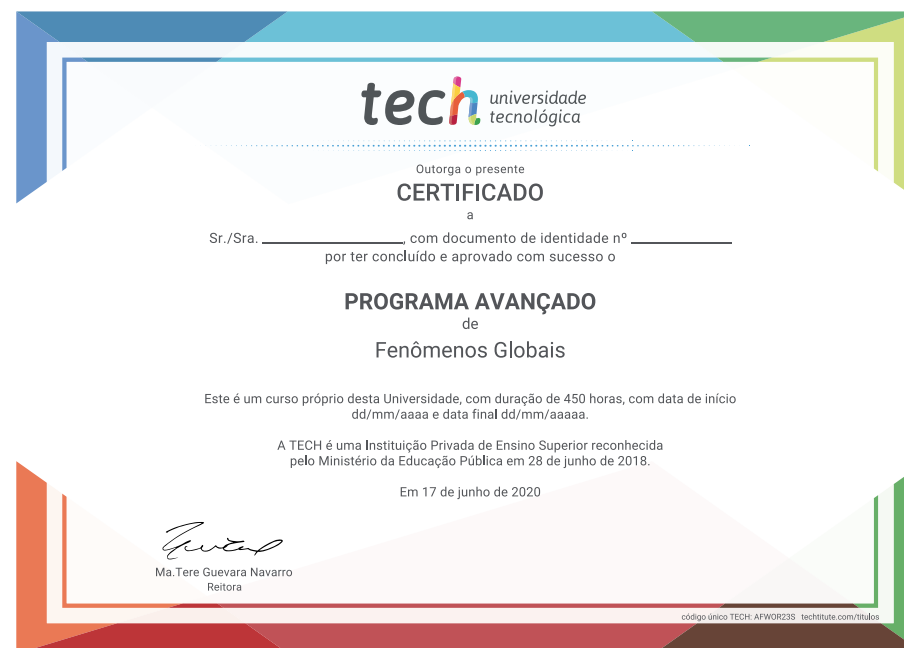 tech universidade
tecnológica
Outorga o presente
CERTIFICADO
a
Sr./Sra. ________________, com documento de identidade nº ____________
por ter concluído e aprovado com sucesso o
PROGRAMA AVANÇADO
de
Fenômenos Globais
Este é um curso próprio desta Universidade, com duração de 450 horas, com data de início
dd/mm/aaaa e data final dd/mm/aaaaa.
A TECH é uma Instituição Privada de Ensino Superior reconhecida
pelo Ministério da Educação Pública em 28 de junho de 2018.
Em 17 de junho de 2020
Ma.Tere Guevara Navarro
Reitora
código único TECH: AFWOR23S techtitute.com/titulos